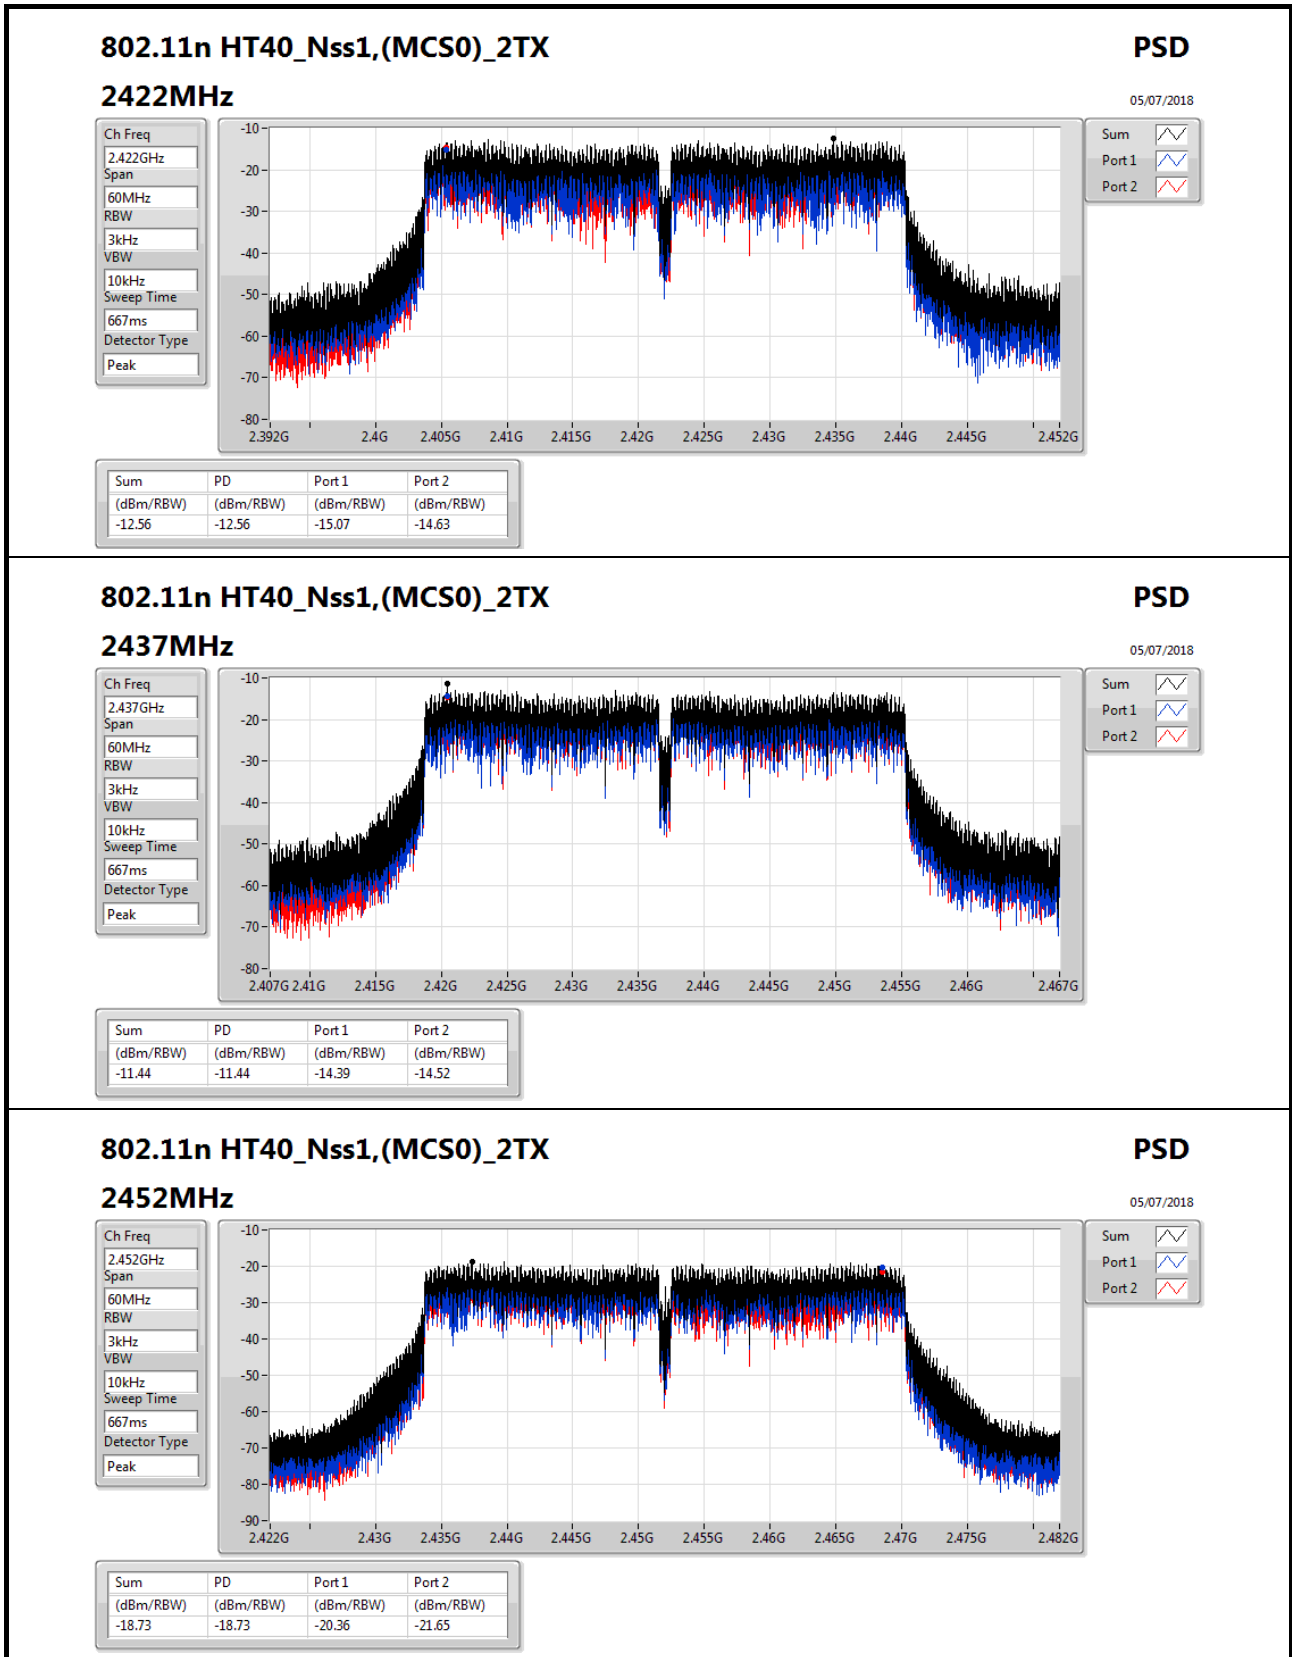 802.11n HT40_Nss1,(MCS0)_2TX PSD
2422MHz 05/07/2018
Ch Freq
2.422GHz
Span
60MHz
RBW
3kHz
VBW
10kHz
Sweep Time
667ms
Detector Type
Peak
-10
-20
-30
-40
-50
-60
-70
-80
2.392G 2.4G 2.405G 2.41G 2.415G 2.42G 2.425G 2.43G 2.435G 2.44G 2.445G 2.452G
Sum
Port 1
Port 2
Sum PD Port 1 Port 2
(dBm/RBW) (dBm/RBW) (dBm/RBW) (dBm/RBW)
-12.56 -12.56 -15.07 -14.63
802.11n HT40_Nss1,(MCS0)_2TX PSD
2437MHz 05/07/2018
Ch Freq
2.437GHz
Span
60MHz
RBW
3kHz
VBW
10kHz
Sweep Time
667ms
Detector Type
Peak
-10
-20
-30
-40
-50
-60
-70
-80
2.407G 2.41G 2.415G 2.42G 2.425G 2.43G 2.435G 2.44G 2.445G 2.45G 2.455G 2.46G 2.467G
Sum
Port 1
Port 2
Sum PD Port 1 Port 2
(dBm/RBW) (dBm/RBW) (dBm/RBW) (dBm/RBW)
-11.44 -11.44 -14.39 -14.52
802.11n HT40_Nss1,(MCS0)_2TX PSD
2452MHz 05/07/2018
Ch Freq
2.452GHz
Span
60MHz
RBW
3kHz
VBW
10kHz
Sweep Time
667ms
Detector Type
Peak
-10
-20
-30
-40
-50
-60
-70
-80
-90
2.422G 2.43G 2.435G 2.44G 2.445G 2.45G 2.455G 2.46G 2.465G 2.47G 2.475G 2.482G
Sum
Port 1
Port 2
Sum PD Port 1 Port 2
(dBm/RBW) (dBm/RBW) (dBm/RBW) (dBm/RBW)
-18.73 -18.73 -20.36 -21.65